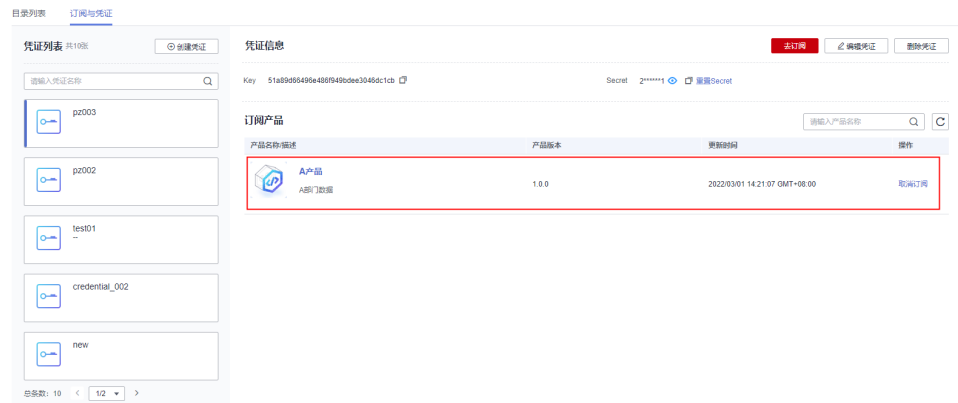 目录列表 订阅与凭证
凭证列表 共10张 创建凭证
请输入凭证名称
pz003
pz002
test01
--
credential_002
new
总条数: 10 < 1/2 >
凭证信息 去订阅 编辑凭证 删除凭证
Key 51a89d66496e486f949bdee3046dc1cb Secret 2******1 重置Secret
订阅产品 请输入产品名称
产品名称/描述 产品版本 更新时间 操作
A产品
A部门数据 1.0.0 2022/03/01 14:21:07 GMT+08:00 取消订阅